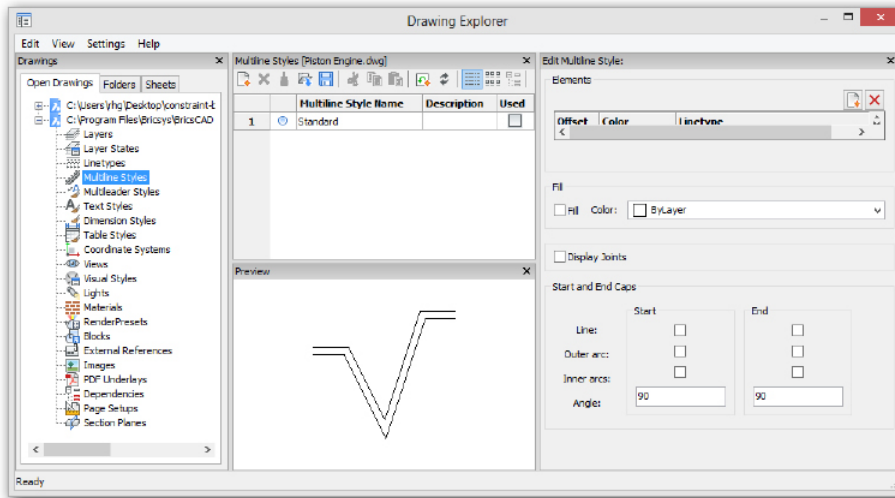 Drawing Explorer
Edit View Settings Help
Drawings
Open Drawings Folders Sheets
C:\Users\rhg\Desktop\constraint-t
C:\Program Files\Bricsys\BricsCAD
Layers
Layer States
Linetypes
Multiline Styles
Multileader Styles
Text Styles
Dimension Styles
Table Styles
Coordinate Systems
Views
Visual Styles
Lights
Materials
RenderPresets
Blocks
External References
Images
PDF Underlays
Dependencies
Page Setups
Section Planes
Multiline Styles [Piston Engine.dwg]
Multiline Style Name Description Used
1 Standard
Preview
Edit Multiline Style:
Elements
Offset Color Linetype
Fill
Fill Color: ByLayer
Display Joints
Start and End Caps
Start End
Line:
Outer arc:
Inner arcs:
Angle: 90 90
Ready